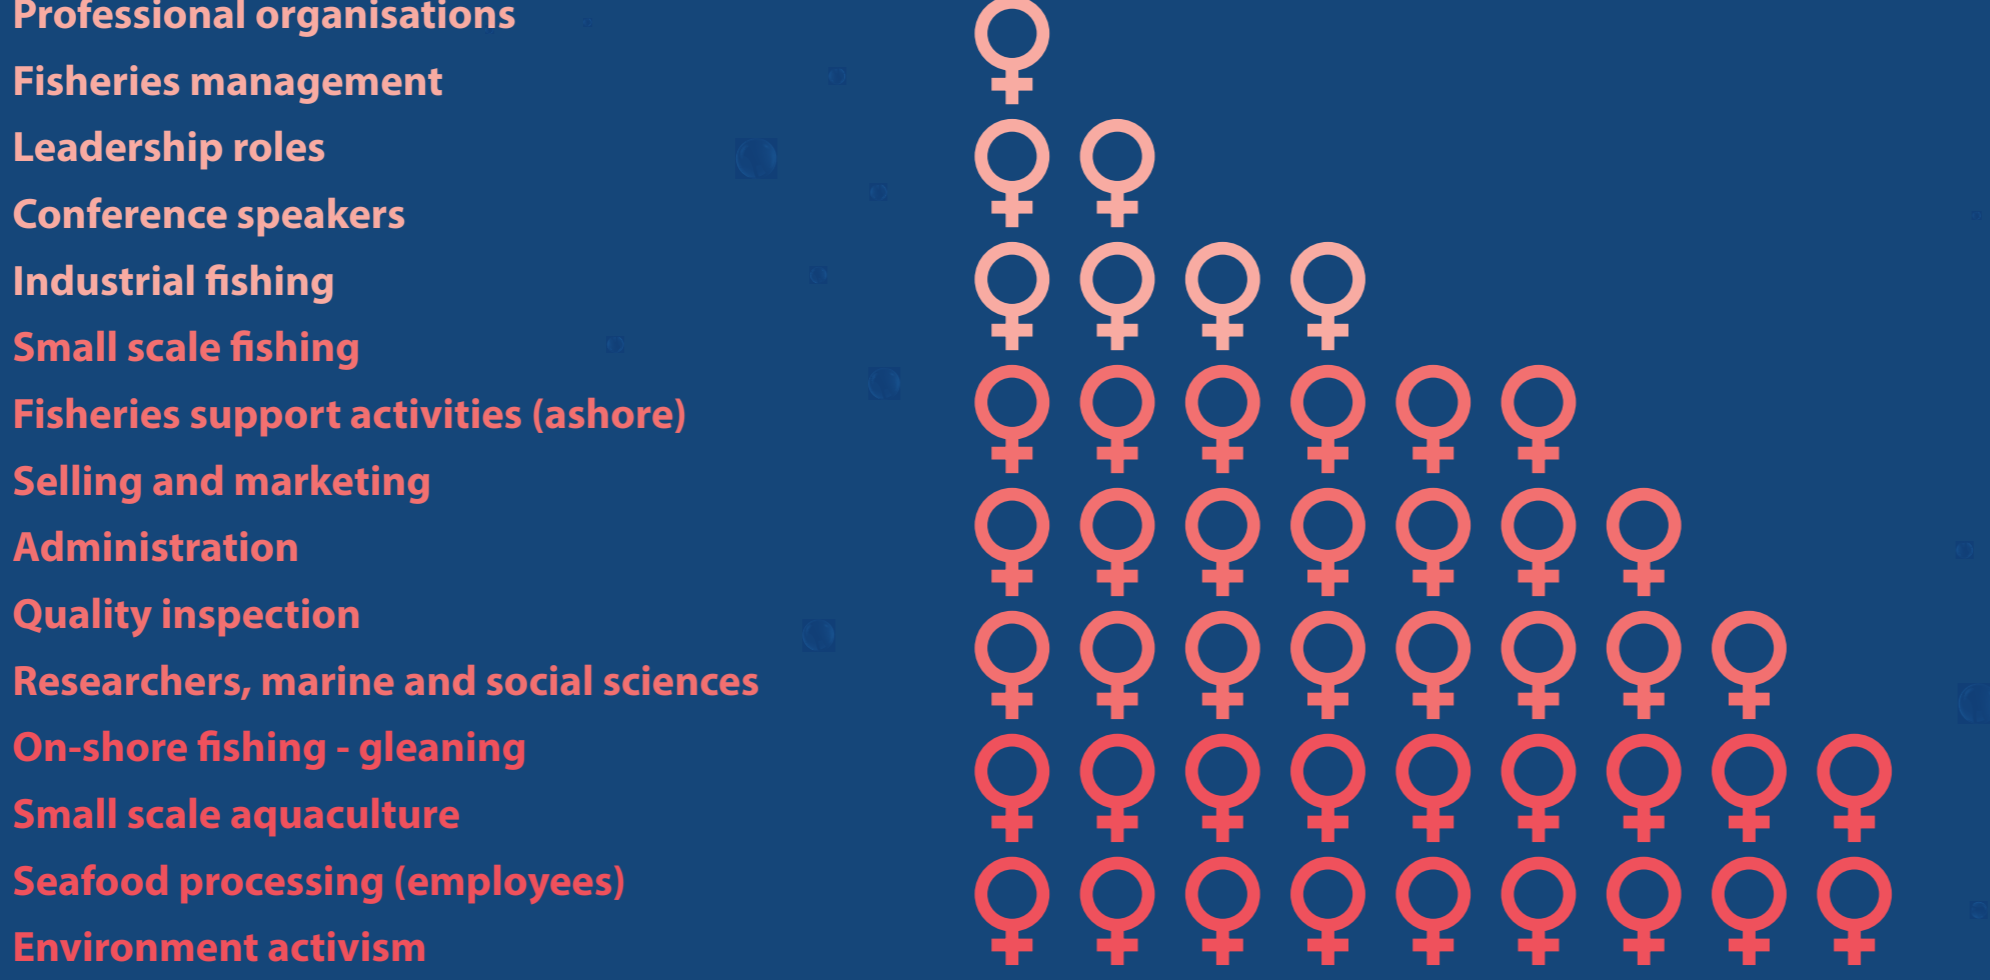 Professional organisations
Fisheries management
Leadership roles
Conference speakers
Industrial fishing
Small scale fishing
Fisheries support activities (ashore)
Selling and marketing
Administration
Quality inspection
Researchers, marine and social sciences
On-shore fishing - gleaning
Small scale aquaculture
Seafood processing (employees)
Environment activism